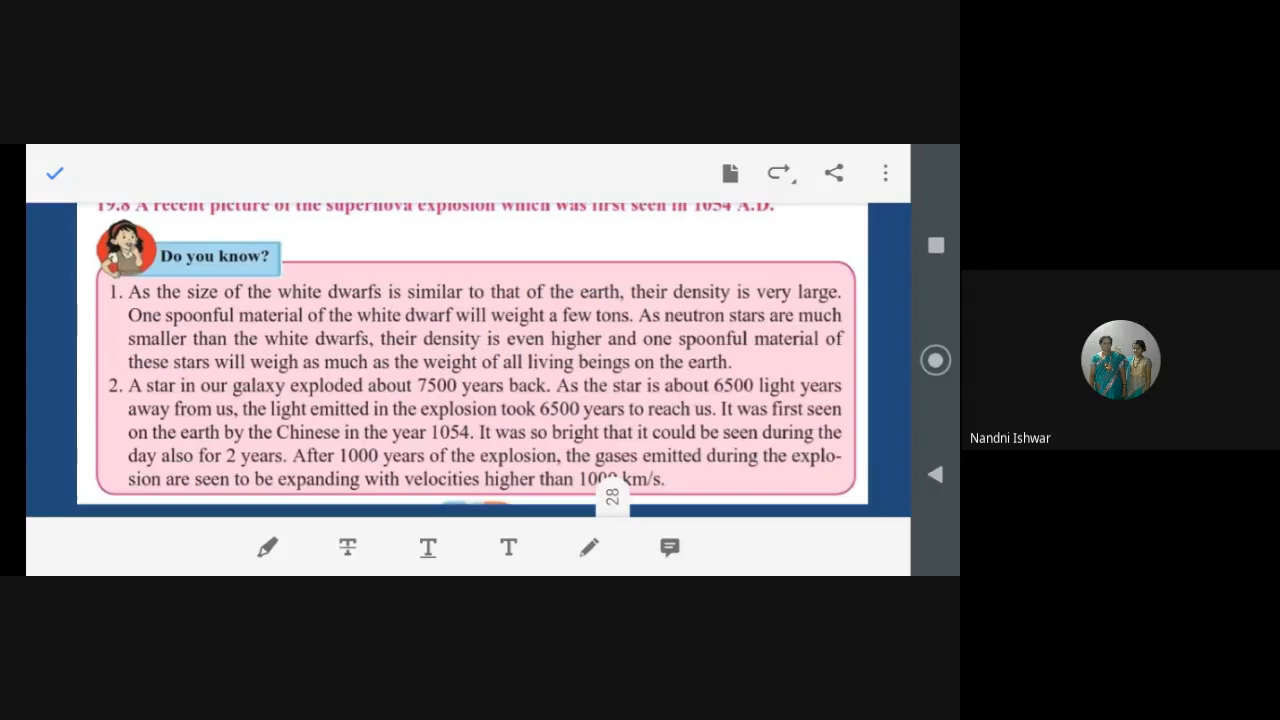 19.8 A recent picture of the supernova explosion which was first seen in 1054 A.D.
Do you know?
1. As the size of the white dwarfs is similar to that of the earth, their density is very large.
One spoonful material of the white dwarf will weight a few tons. As neutron stars are much
smaller than the white dwarfs, their density is even higher and one spoonful material of
these stars will weigh as much as the weight of all living beings on the earth.
2. A star in our galaxy exploded about 7500 years back. As the star is about 6500 light years
away from us, the light emitted in the explosion took 6500 years to reach us. It was first seen
on the earth by the Chinese in the year 1054. It was so bright that it could be seen during the
day also for 2 years. After 1000 years of the explosion, the gases emitted during the explo-
sion are seen to be expanding with velocities higher than 1000 km/s.
28
T T T
Nandni Ishwar